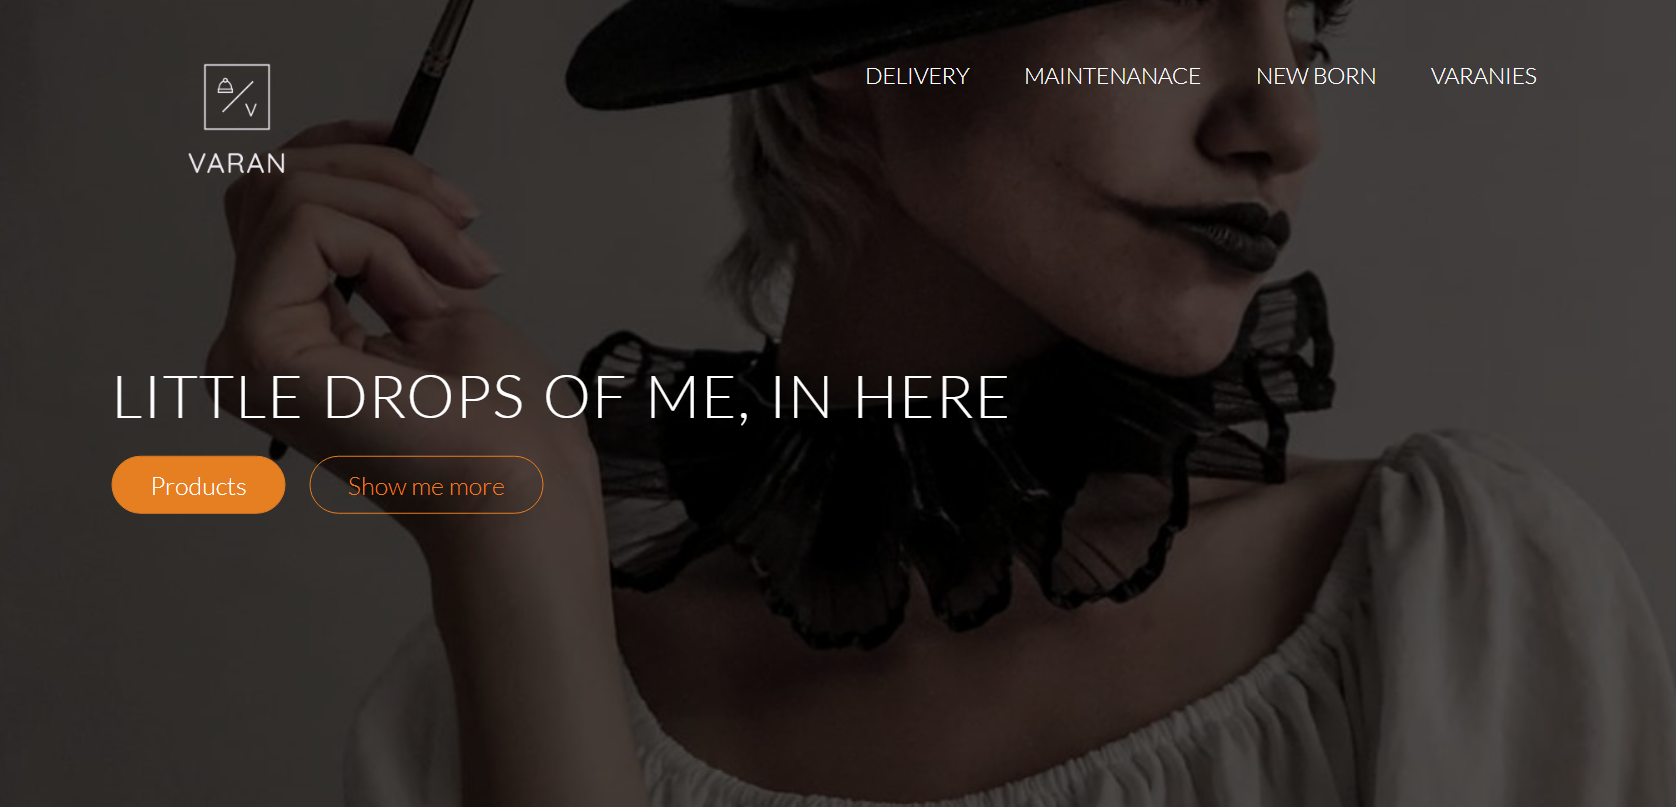 DELIVERY
MAINTENANACE
NEW BORN
VARANIES
V
VARAN
LITTLE DROPS OF ME, IN HERE
Products
Show me more